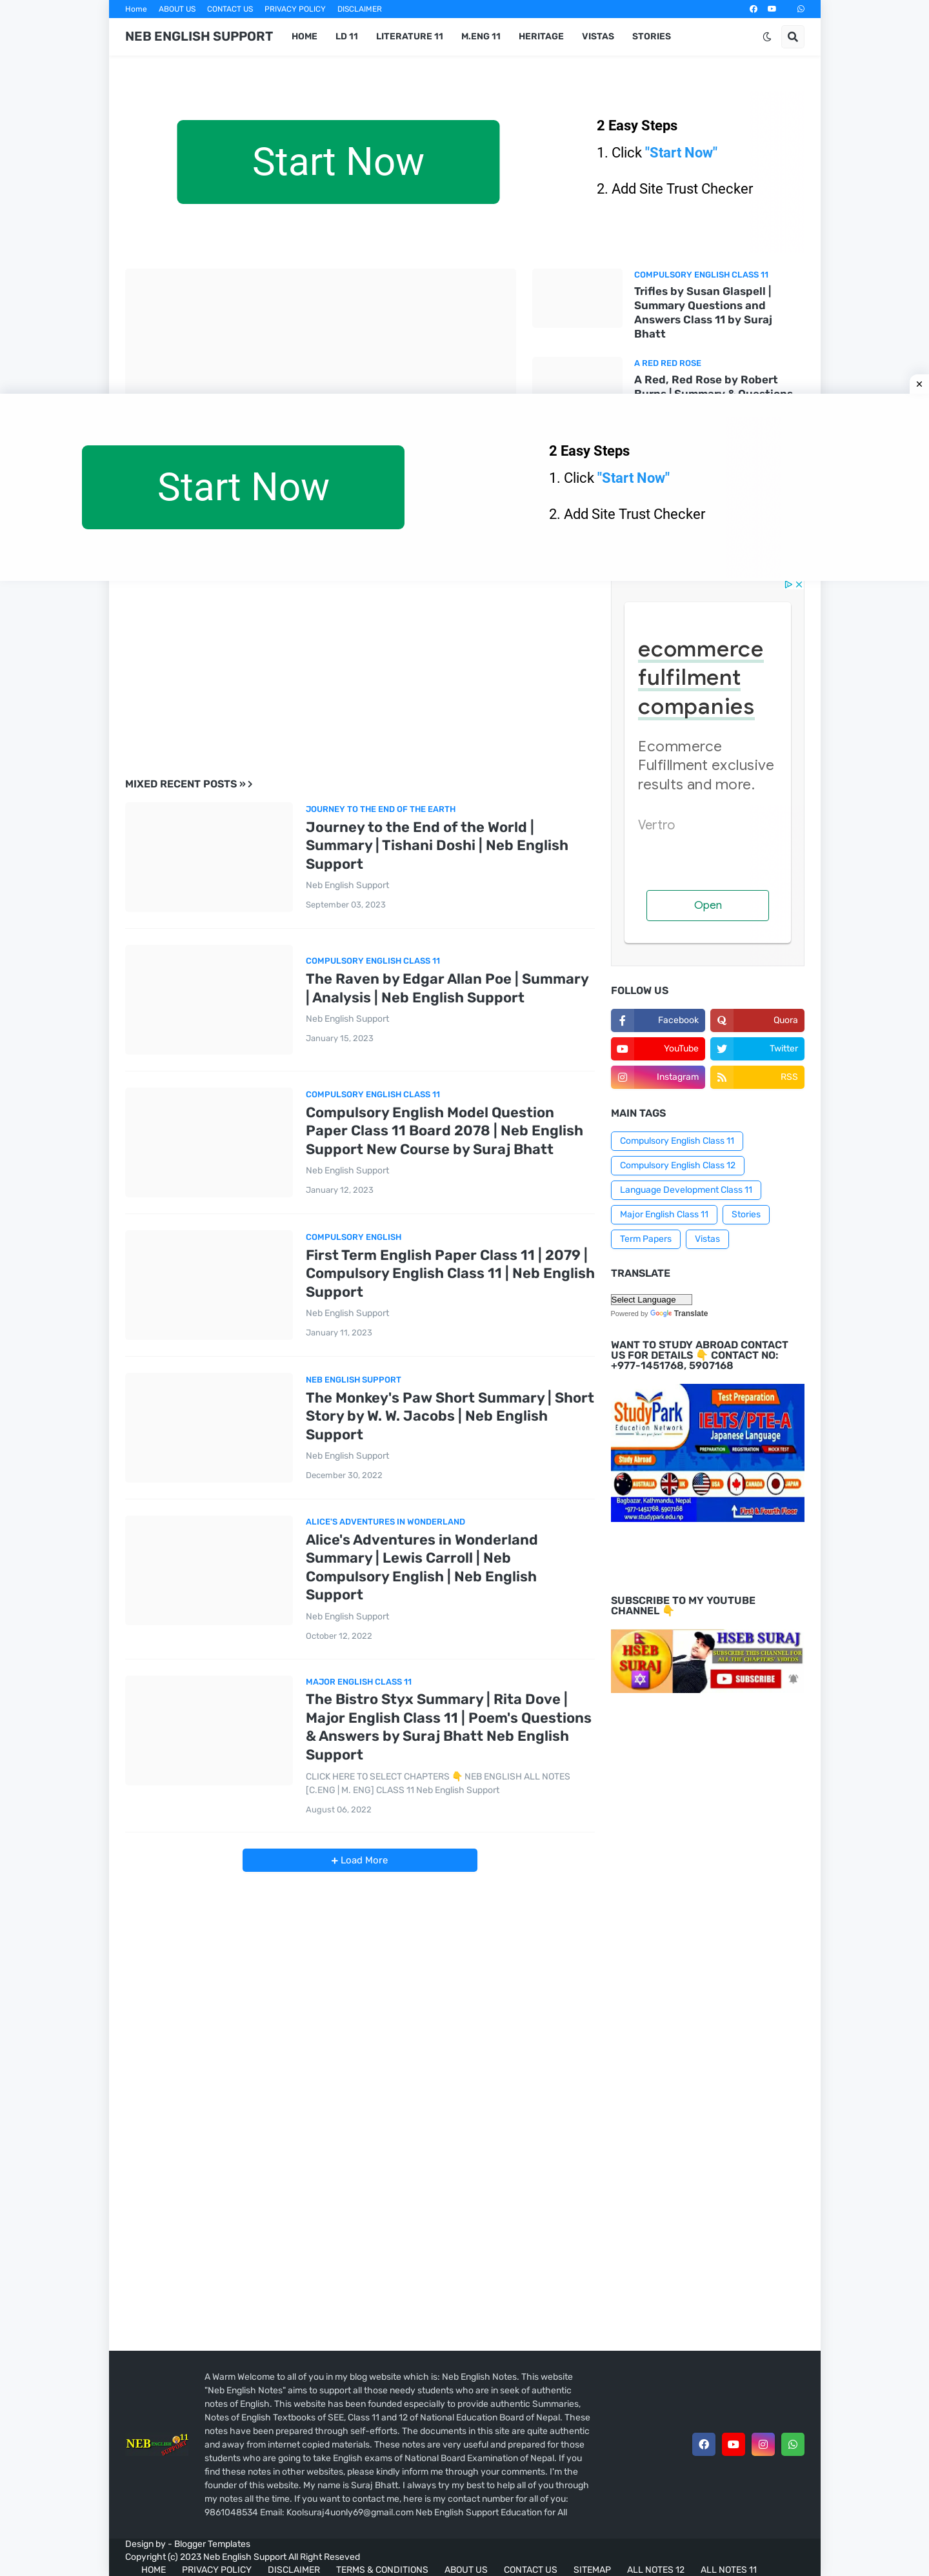 Home ABOUT US CONTACT US PRIVACY POLICY DISCLAIMER
NEB ENGLISH SUPPORT HOME LD 11 LITERATURE 11 M.ENG 11 HERITAGE VISTAS STORIES
Start Now
2 Easy Steps
1. Click "Start Now"
2. Add Site Trust Checker
COMPULSORY ENGLISH CLASS 11
Trifles by Susan Glaspell |
Summary Questions and
Answers Class 11 by Suraj
Bhatt
A RED RED ROSE
A Red, Red Rose by Robert
Burns | Summary & Questions
Start Now
2 Easy Steps
1. Click "Start Now"
2. Add Site Trust Checker
ecommerce
fulfilment
companies
Ecommerce
Fulfillment exclusive
results and more.
Vertro
Open
MIXED RECENT POSTS »
JOURNEY TO THE END OF THE EARTH
Journey to the End of the World |
Summary | Tishani Doshi | Neb English
Support
Neb English Support
September 03, 2023
COMPULSORY ENGLISH CLASS 11
The Raven by Edgar Allan Poe | Summary
| Analysis | Neb English Support
Neb English Support
January 15, 2023
COMPULSORY ENGLISH CLASS 11
Compulsory English Model Question
Paper Class 11 Board 2078 | Neb English
Support New Course by Suraj Bhatt
Neb English Support
January 12, 2023
COMPULSORY ENGLISH
First Term English Paper Class 11 | 2079 |
Compulsory English Class 11 | Neb English
Support
Neb English Support
January 11, 2023
NEB ENGLISH SUPPORT
The Monkey's Paw Short Summary | Short
Story by W. W. Jacobs | Neb English
Support
Neb English Support
December 30, 2022
ALICE'S ADVENTURES IN WONDERLAND
Alice's Adventures in Wonderland
Summary | Lewis Carroll | Neb
Compulsory English | Neb English
Support
Neb English Support
October 12, 2022
MAJOR ENGLISH CLASS 11
The Bistro Styx Summary | Rita Dove |
Major English Class 11 | Poem's Questions
& Answers by Suraj Bhatt Neb English
Support
CLICK HERE TO SELECT CHAPTERS 👇 NEB ENGLISH ALL NOTES
[C.ENG | M. ENG] CLASS 11 Neb English Support
August 06, 2022
+ Load More
FOLLOW US
Facebook Quora
YouTube Twitter
Instagram RSS
MAIN TAGS
Compulsory English Class 11
Compulsory English Class 12
Language Development Class 11
Major English Class 11 Stories
Term Papers Vistas
TRANSLATE
Select Language
Powered by Google Translate
WANT TO STUDY ABROAD CONTACT
US FOR DETAILS 👇 CONTACT NO:
+977-1451768, 5907168
StudyPark
Education Network
Test Preparation
IELTS/PTE-A
Japanese Language
PREPARATION REGISTRATION MOCK TEST
Study Abroad
AUSTRALIA UK USA CANADA JAPAN
Bagbazar, Kathmandu, Nepal
+977-1451768, 5907168
www.studypark.edu.np
First & Fourth Floor
SUBSCRIBE TO MY YOUTUBE
CHANNEL 👇
HSEB
SURAJ
HSEB SURAJ
SUBSCRIBE THIS CHANNEL FOR
ALL THE CHAPTERS' VIDEOS
SUBSCRIBE
NEB ENGLISH 11
SUPPORT
A Warm Welcome to all of you in my blog website which is: Neb English Notes. This website
"Neb English Notes" aims to support all those needy students who are in seek of authentic
notes of English. This website has been founded especially to provide authentic Summaries,
Notes of English Textbooks of SEE, Class 11 and 12 of National Education Board of Nepal. These
notes have been prepared through self-efforts. The documents in this site are quite authentic
and away from internet copied materials. These notes are very useful and prepared for those
students who are going to take English exams of National Board Examination of Nepal. If you
find these notes in other websites, please kindly inform me through your comments. I'm the
founder of this website. My name is Suraj Bhatt. I always try my best to help all of you through
my notes all the time. If you want to contact me, here is my contact number for all of you:
9861048534 Email: Koolsuraj4uonly69@gmail.com Neb English Support Education for All
Design by - Blogger Templates
Copyright (c) 2023 Neb English Support All Right Reseved
HOME PRIVACY POLICY DISCLAIMER TERMS & CONDITIONS ABOUT US CONTACT US SITEMAP ALL NOTES 12 ALL NOTES 11